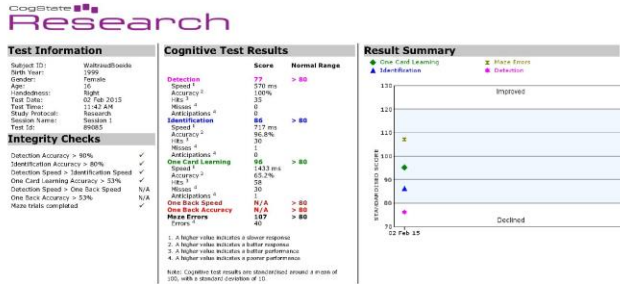 CogState
Research
Test Information
Subject ID: Waltraudboxide
Birth Year: 1999
Gender: Female
Age: 16
Handedness: Right
Test Date: 02 Feb 2015
Test Time: 11:42 AM
Study Protocol: Research
Session Name: Session 1
Test Id: 89085
Integrity Checks
Detection Accuracy > 90% ✓
Identification Accuracy > 80% ✓
Detection Speed > Identification Speed ✓
One Card Learning Accuracy > 53% ✓
Detection Speed > One Back Speed N/A
One Back Accuracy > 53% N/A
Maze trials completed ✓
Cognitive Test Results
Score Normal Range
Detection 77 > 80
Speed 1 570 ms
Accuracy 2 100%
Hits 3 35
Misses 4 0
Anticipations 4 0
Identification 86 > 80
Speed 1 717 ms
Accuracy 2 96.8%
Hits 3 30
Misses 4 1
Anticipations 4 0
One Card Learning 96 > 80
Speed 1 1433 ms
Accuracy 2 65.2%
Hits 3 58
Misses 4 30
Anticipations 4 1
One Back Speed N/A > 80
One Back Accuracy N/A > 80
Maze Errors 107 > 80
Errors 4 40
1. A higher value indicates a slower response
2. A higher value indicates a better response
3. A higher value indicates a better performance
4. A higher value indicates a poorer performance
Note: Cognitive test results are standardised around a mean of
100, with a standard deviation of 10.
Result Summary
One Card Learning Maze Errors
Identification Detection
130
120
110
100
90
80
70
STANDARDISED SCORE
Improved
Declined
02 Feb 15